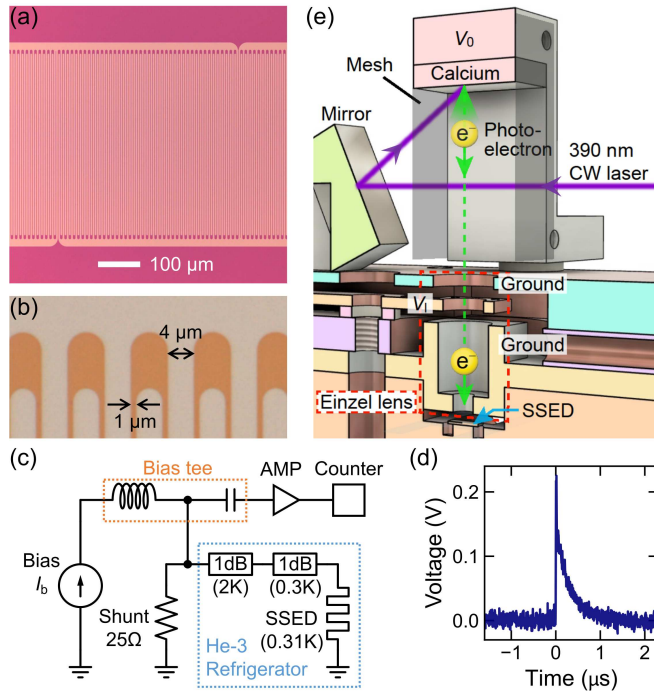 (a)
100 μm
(b)
4 μm
1 μm
(c)
Bias tee
AMP
Counter
Bias
I_b
Shunt
25Ω
1dB
(2K)
1dB
(0.3K)
SSED
(0.31K)
He-3
Refrigerator
(e)
V_0
Calcium
Mesh
Mirror
e⁻
Photo-
electron
390 nm
CW laser
Ground
V_l
Ground
e⁻
Einzel lens
SSED
(d)
Voltage (V)
0.2
0.1
0.0
−1
0
1
2
Time (μs)